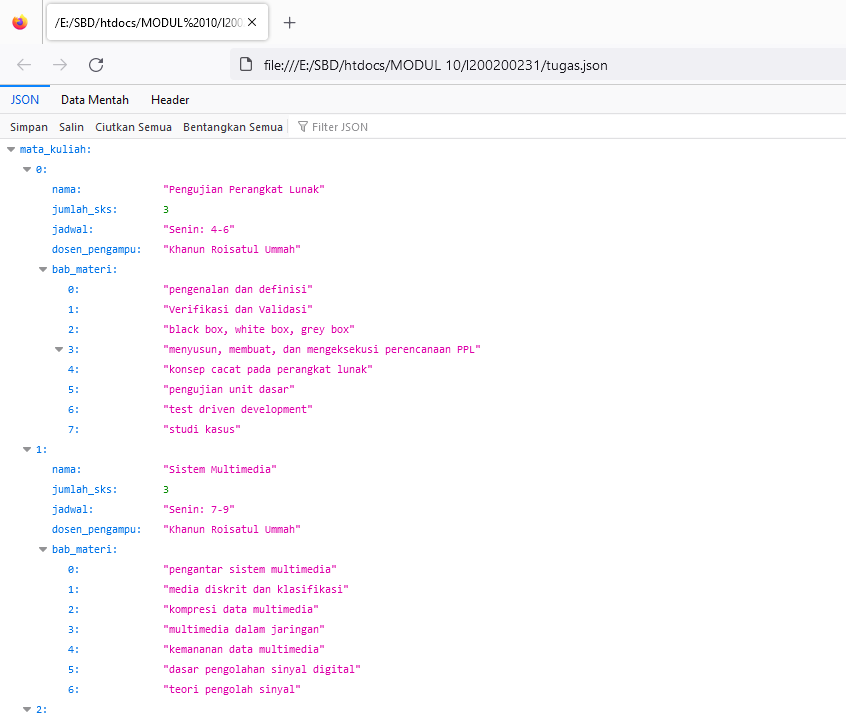 /E:/SBD/htdocs/MODUL%2010/l200
file:///E:/SBD/htdocs/MODUL 10/l200200231/tugas.json
JSON Data Mentah Header
Simpan Salin Ciutkan Semua Bentangkan Semua Filter JSON
mata_kuliah:
0:
nama: "Pengujian Perangkat Lunak"
jumlah_sks: 3
jadwal: "Senin: 4-6"
dosen_pengampu: "Khanun Roisatul Ummah"
bab_materi:
0: "pengenalan dan definisi"
1: "Verifikasi dan Validasi"
2: "black box, white box, grey box"
3: "menyusun, membuat, dan mengeksekusi perencanaan PPL"
4: "konsep cacat pada perangkat lunak"
5: "pengujian unit dasar"
6: "test driven development"
7: "studi kasus"
1:
nama: "Sistem Multimedia"
jumlah_sks: 3
jadwal: "Senin: 7-9"
dosen_pengampu: "Khanun Roisatul Ummah"
bab_materi:
0: "pengantar sistem multimedia"
1: "media diskrit dan klasifikasi"
2: "kompresi data multimedia"
3: "multimedia dalam jaringan"
4: "kemananan data multimedia"
5: "dasar pengolahan sinyal digital"
6: "teori pengolah sinyal"
2: